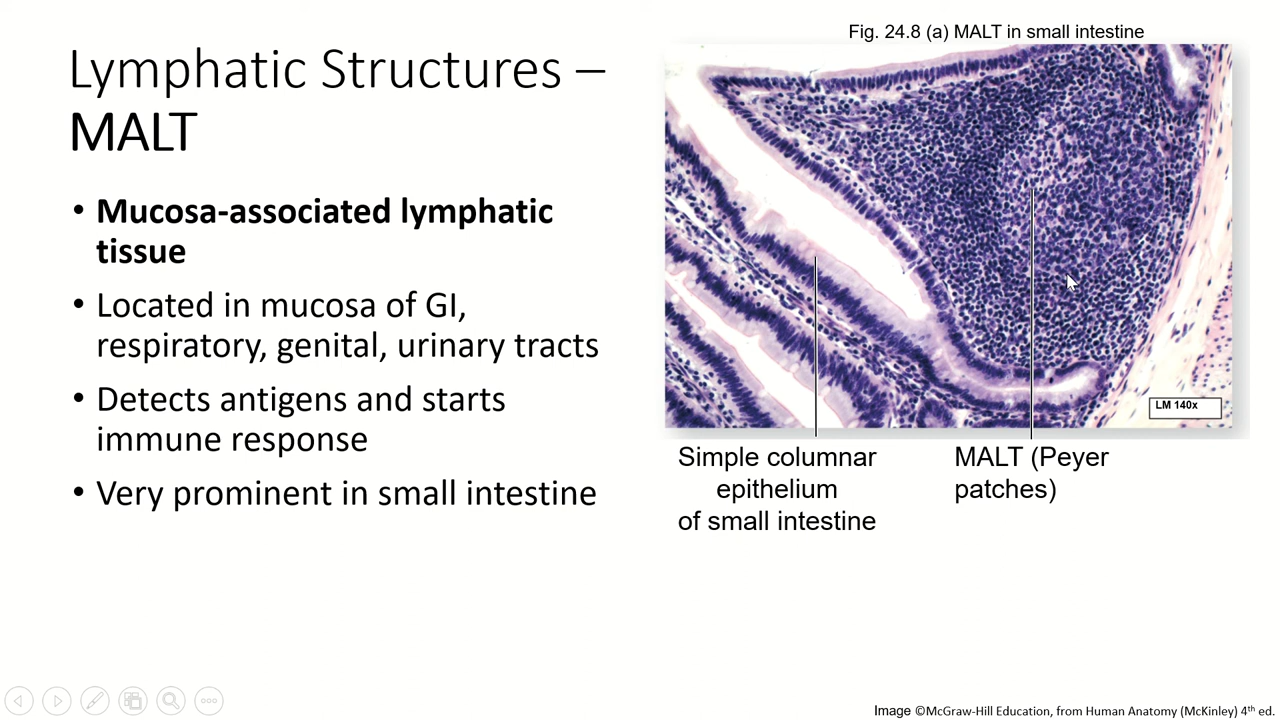 Lymphatic Structures –
MALT
• Mucosa-associated lymphatic
tissue
• Located in mucosa of GI,
respiratory, genital, urinary tracts
• Detects antigens and starts
immune response
• Very prominent in small intestine
Fig. 24.8 (a) MALT in small intestine
LM 140x
Simple columnar
epithelium
of small intestine
MALT (Peyer
patches)
Image ©McGraw-Hill Education, from Human Anatomy (McKinley) 4th ed.